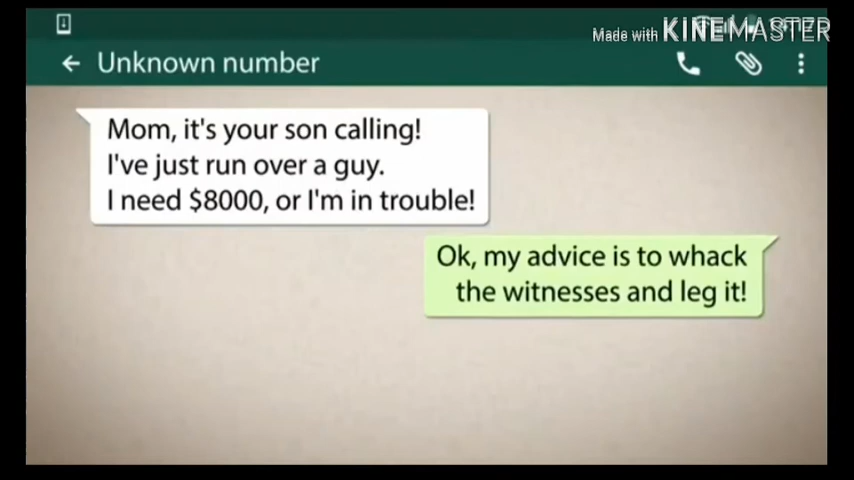 Made with KINEMASTER
Unknown number
Mom, it's your son calling!
I've just run over a guy.
I need $8000, or I'm in trouble!
Ok, my advice is to whack
the witnesses and leg it!